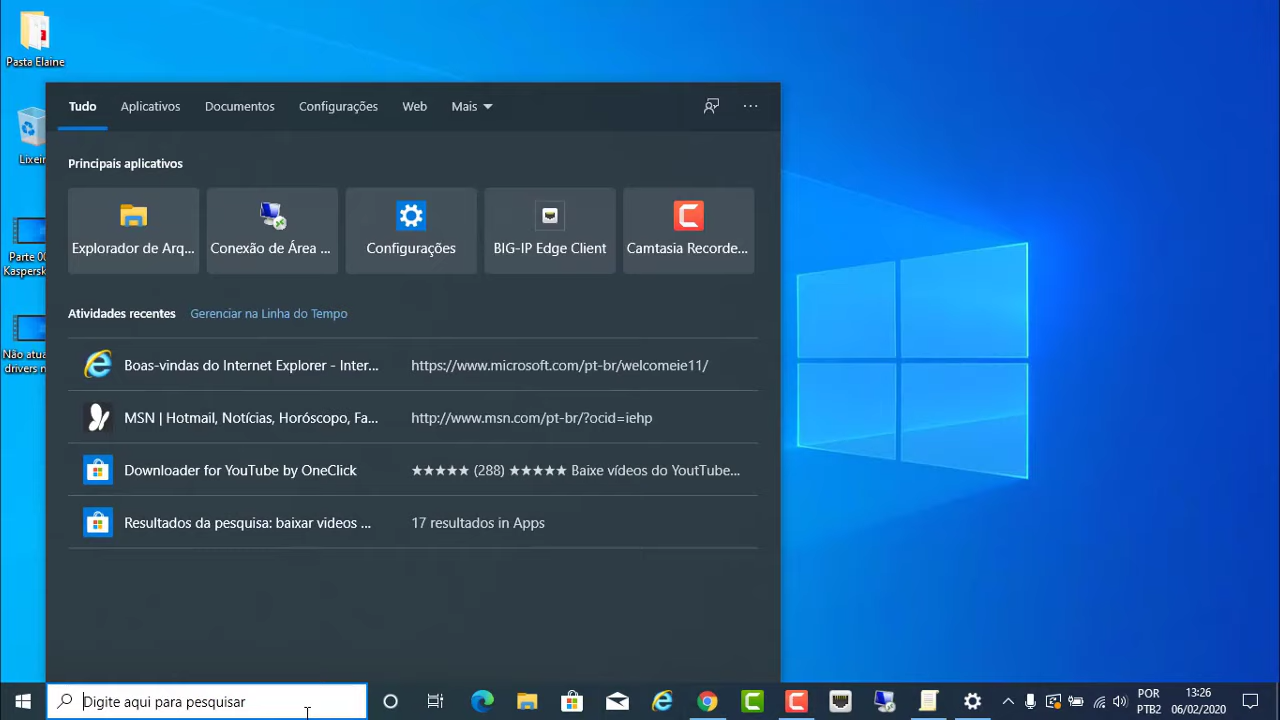 Pasta Elaine
Lixeir
Parte 00
Kaspersk
Não atua
drivers n
Tudo Aplicativos Documentos Configurações Web Mais
Principais aplicativos
Explorador de Arq... Conexão de Área ... Configurações BIG-IP Edge Client Camtasia Recorde...
Atividades recentes Gerenciar na Linha do Tempo
Boas-vindas do Internet Explorer - Inter... https://www.microsoft.com/pt-br/welcomeie11/
MSN | Hotmail, Notícias, Horóscopo, Fa... http://www.msn.com/pt-br/?ocid=iehp
Downloader for YouTube by OneClick ★★★★★ (288) ★★★★★ Baixe vídeos do YoutTube...
Resultados da pesquisa: baixar videos ... 17 resultados in Apps
Digite aqui para pesquisar
POR 13:26
PTB2 06/02/2020